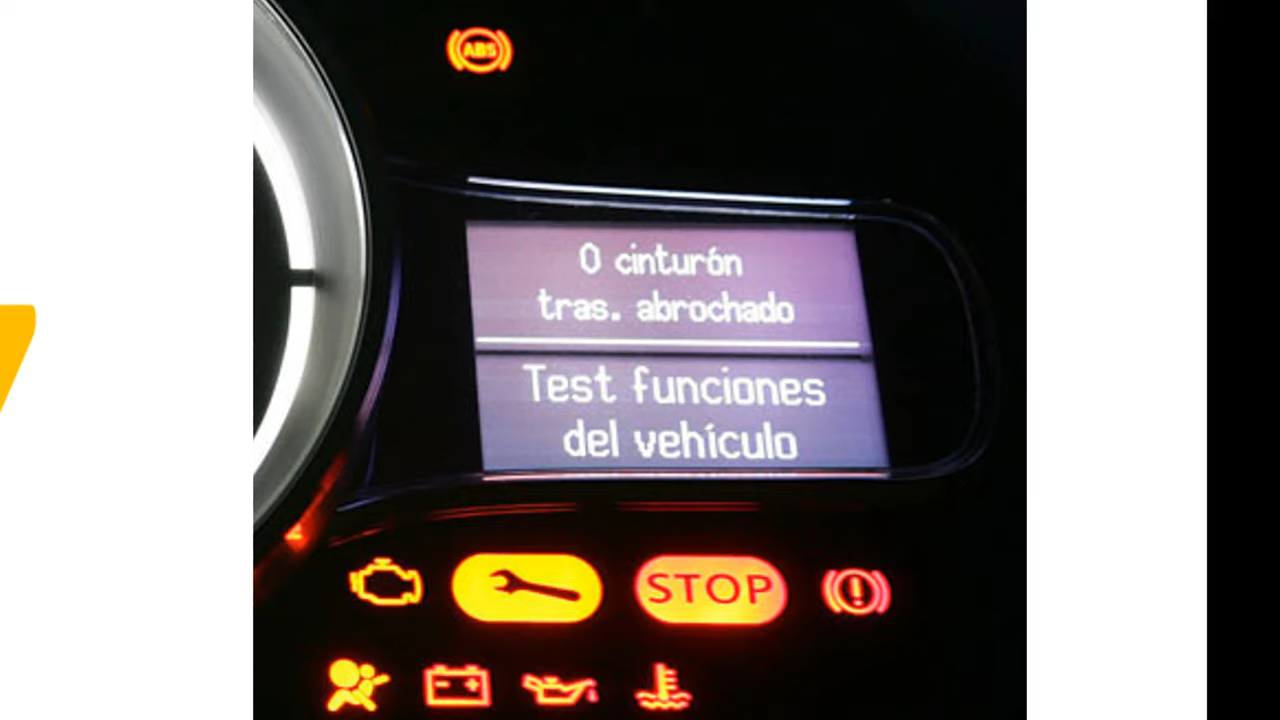 ABS
0 cinturón
tras. abrochado
Test funciones
del vehículo
STOP